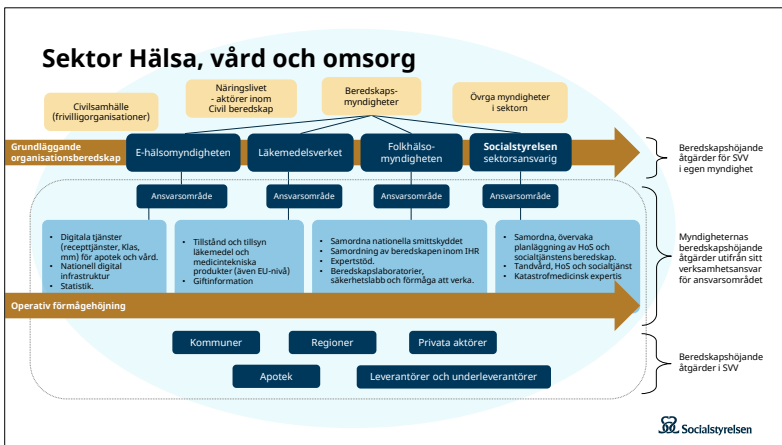 Sektor Hälsa, vård och omsorg
Civilsamhälle
(frivilligorganisationer)
Näringslivet
- aktörer inom
Civil beredskap
Beredskaps-
myndigheter
Övrga myndigheter
i sektorn
Grundläggande
organisationsberedskap
E-hälsomyndigheten
Läkemedelsverket
Folkhälso-
myndigheten
Socialstyrelsen
sektorsansvarig
Beredskapshöjande
åtgärder för SVV
i egen myndighet
Ansvarsområde
Ansvarsområde
Ansvarsområde
Ansvarsområde
• Digitala tjänster
(recepttjänster, Klas,
mm) för apotek och vård.
• Nationell digital
infrastruktur
• Statistik.
• Tillstånd och tillsyn
läkemedel och
medicintekniska
produkter (även EU-nivå)
• Giftinformation
• Samordna nationella smittskyddet
• Samordning av beredskapen inom IHR
• Expertstöd.
• Beredskapslaboratorier,
säkerhetslabb och förmåga att verka.
• Samordna, övervaka
planläggning av HoS och
socialtjänstens beredskap.
• Tandvård, HoS och socialtjänst
• Katastrofmedicinsk expertis
Myndigheternas
beredskapshöjande
åtgärder utifrån sitt
verksamhetsansvar
för ansvarsområdet
Operativ förmågehöjning
Kommuner
Regioner
Privata aktörer
Apotek
Leverantörer och underleverantörer
Beredskapshöjande
åtgärder i SVV
Socialstyrelsen